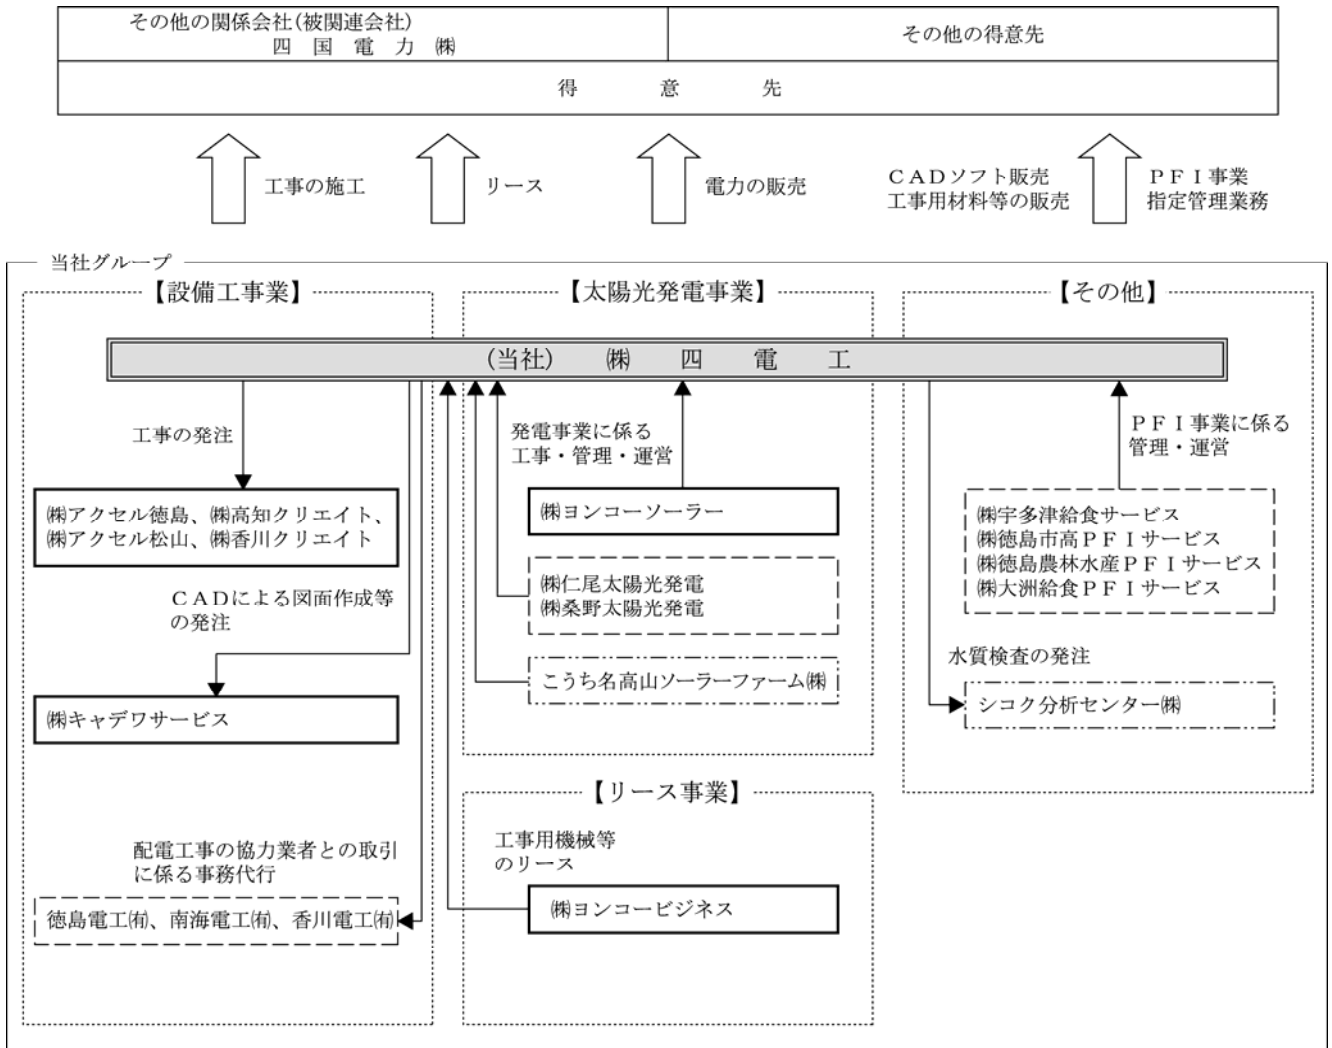 その他の関係会社(被関連会社)
四国電力㈱
その他の得意先
得意先
工事の施工
リース
電力の販売
ＣＡＤソフト販売
工事用材料等の販売
ＰＦＩ事業
指定管理業務
当社グループ
【設備工事業】
【太陽光発電事業】
【その他】
(当社) ㈱四電工
工事の発注
㈱アクセル徳島、㈱高知クリエイト、
㈱アクセル松山、㈱香川クリエイト
ＣＡＤによる図面作成等
の発注
㈱キャデワサービス
配電工事の協力業者との取引
に係る事務代行
徳島電工㈲、南海電工㈲、香川電工㈲
発電事業に係る
工事・管理・運営
㈱ヨンコーソーラー
㈱仁尾太陽光発電
㈱桑野太陽光発電
こうち名高山ソーラーファーム㈱
【リース事業】
工事用機械等
のリース
㈱ヨンコービジネス
ＰＦＩ事業に係る
管理・運営
㈱宇多津給食サービス
㈱徳島市高ＰＦＩサービス
㈱徳島農林水産ＰＦＩサービス
㈱大洲給食ＰＦＩサービス
水質検査の発注
シコク分析センター㈱